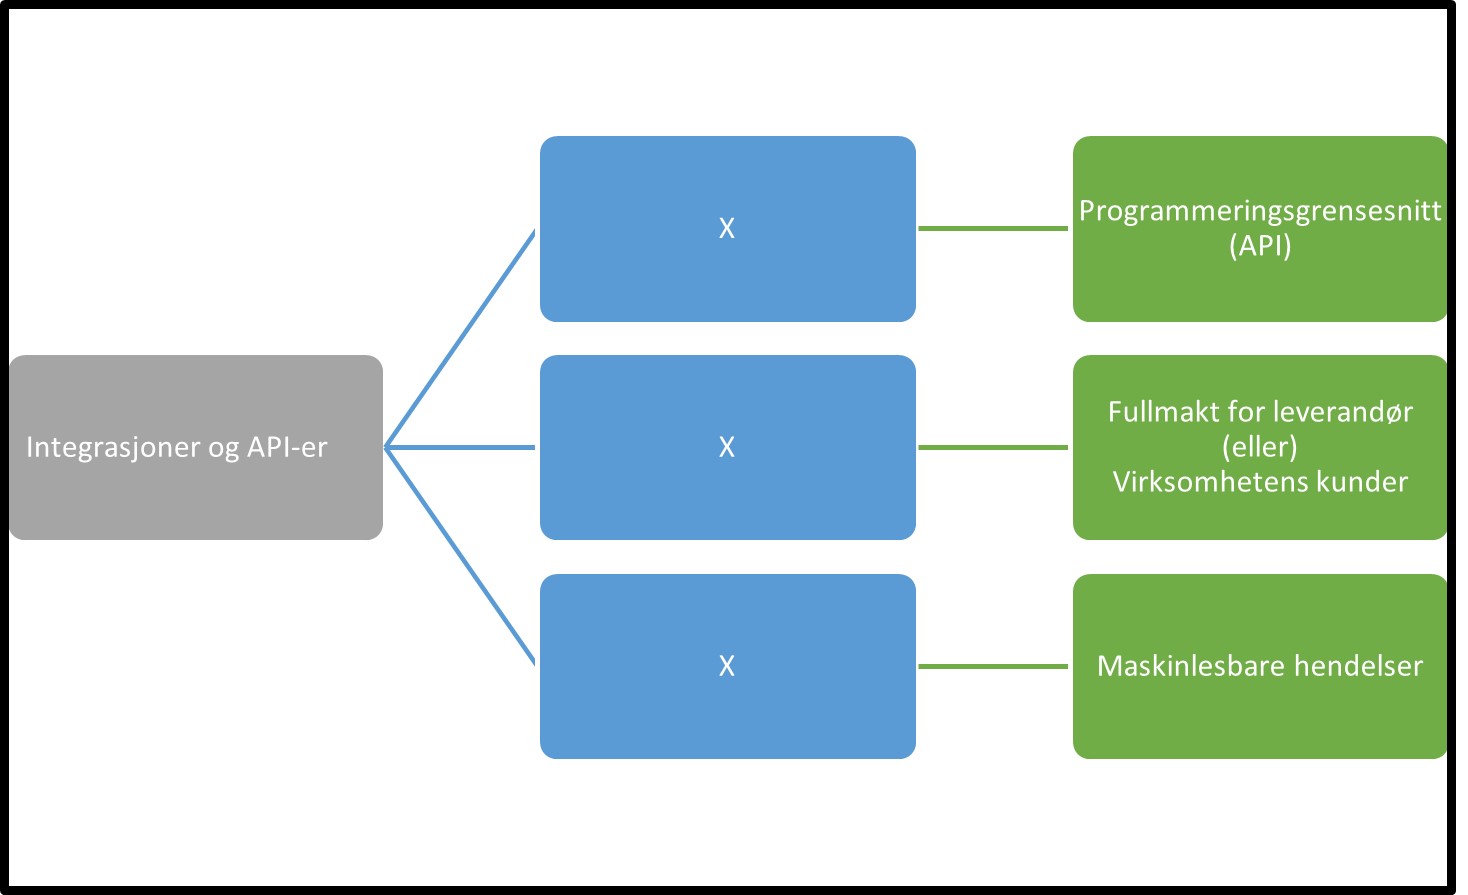 Integrasjoner og API-er
X
Programmeringsgrensesnitt
(API)
X
Fullmakt for leverandør
(eller)
Virksomhetens kunder
X
Maskinlesbare hendelser